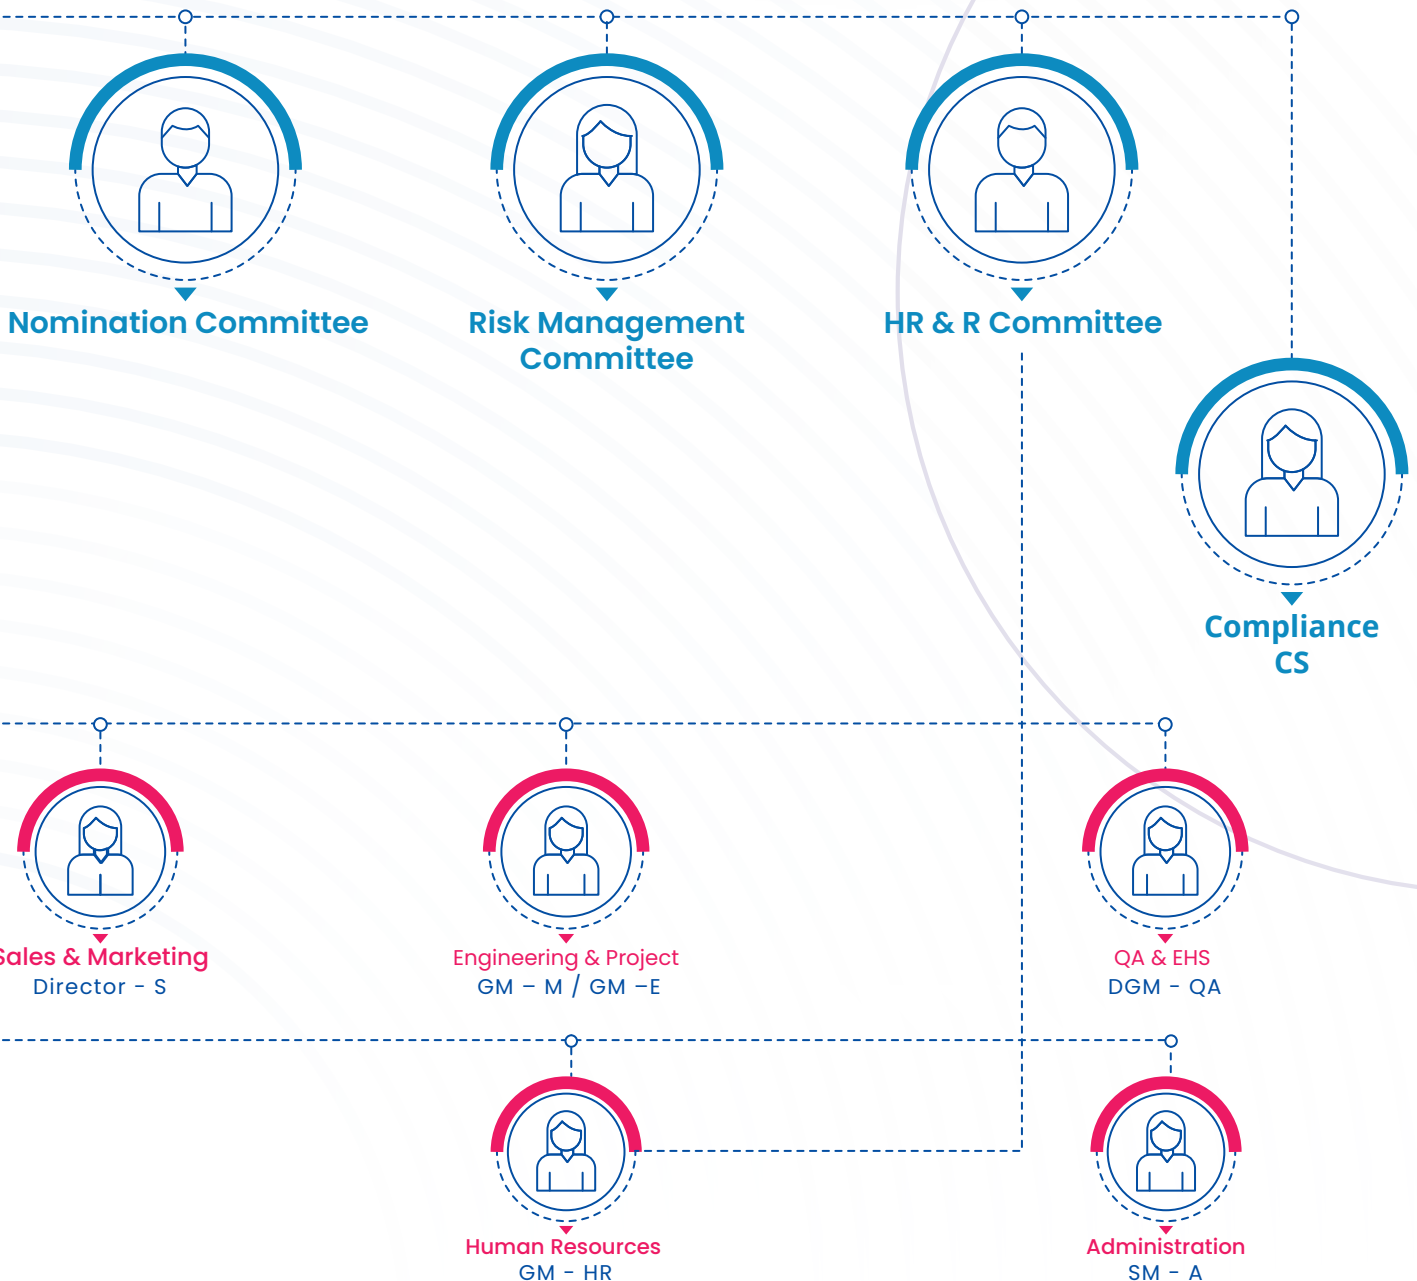 Nomination Committee
Risk Management
Committee
HR & R Committee
Compliance
CS
Sales & Marketing
Director - S
Engineering & Project
GM – M / GM –E
QA & EHS
DGM - QA
Human Resources
GM - HR
Administration
SM - A